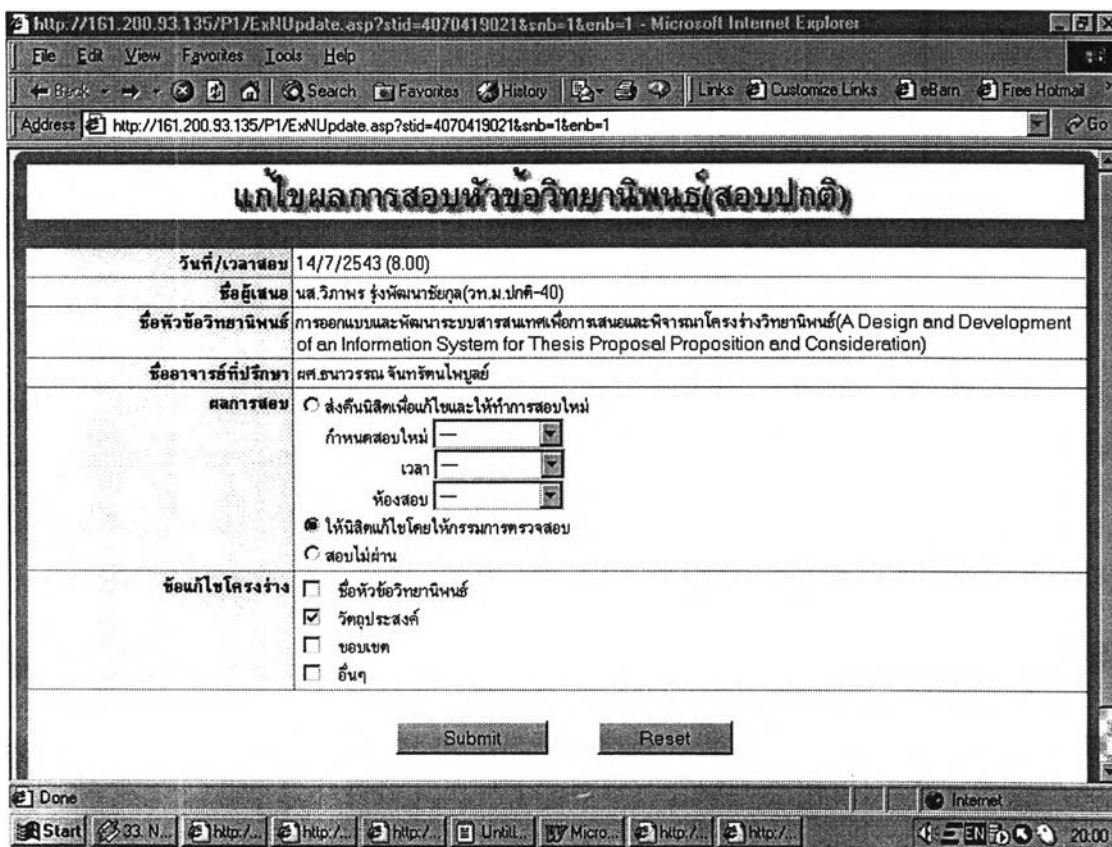 http://161.200.93.135/P1/ExNUpdate.asp?stid=4070419021&snb=1&enb=1 - Microsoft Internet Explorer
File Edit View Favorites Tools Help
Back Search Favorites History Links Customize Links eBarn Free Hotmail
Address http://161.200.93.135/P1/ExNUpdate.asp?stid=4070419021&snb=1&enb=1 Go
แก้ไขผลการสอบหัวข้อวิทยานิพนธ์(สอบปกติ)
วันที่/เวลาสอบ 14/7/2543 (8.00)
ชื่อผู้เสนอ นส.วิภาพร รุ่งพัฒนาชัยกุล(วท.ม.ปกติ-40)
ชื่อหัวข้อวิทยานิพนธ์ การออกแบบและพัฒนาระบบสารสนเทศเพื่อการเสนอและพิจารณาโครงร่างวิทยานิพนธ์(A Design and Development
of an Information System for Thesis Proposal Proposition and Consideration)
ชื่ออาจารย์ที่ปรึกษา ผศ.ธนาวรรณ จันทรัตนไพบูลย์
ผลการสอบ ส่งคืนนิสิตเพื่อแก้ไขและให้ทำการสอบใหม่
กำหนดสอบใหม่ ---
เวลา ---
ห้องสอบ ---
ให้นิสิตแก้ไขโดยให้กรรมการตรวจสอบ
สอบไม่ผ่าน
ข้อแก้ไขโครงร่าง ชื่อหัวข้อวิทยานิพนธ์
วัตถุประสงค์
ขอบเขต
อื่นๆ
Submit Reset
Done Internet
Start 33. N... http:/... http:/... http:/... Untitl... Micro... http:/... http:/... EN 20:00